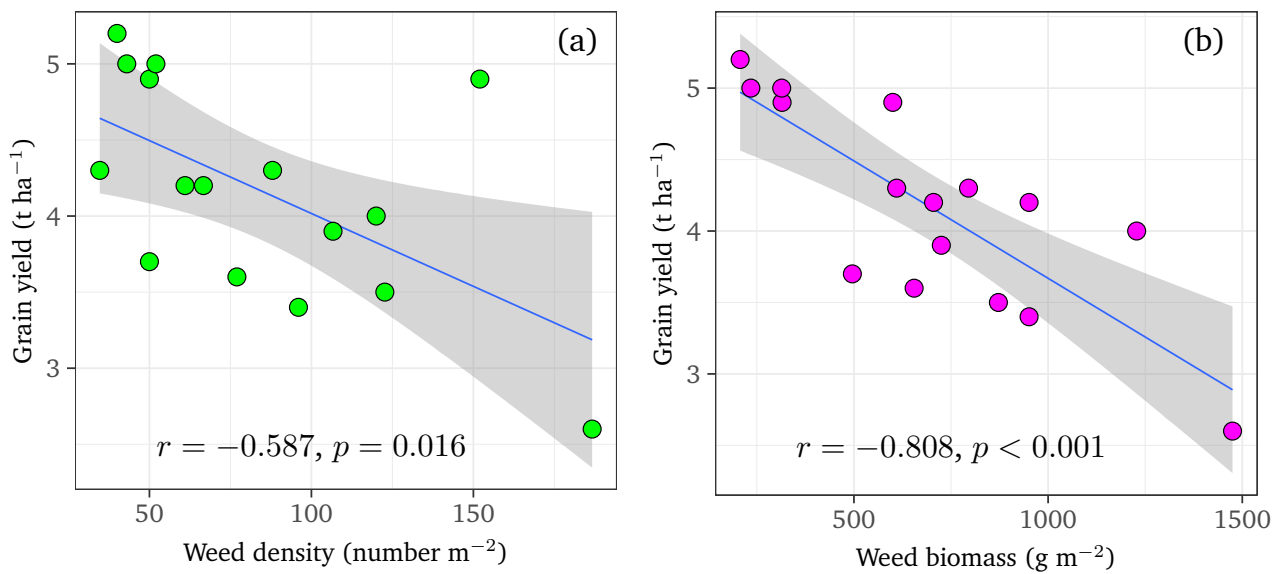 (a)
Grain yield (t ha⁻¹)
5
4
3
r = −0.587, p = 0.016
50 100 150
Weed density (number m⁻²)
(b)
Grain yield (t ha⁻¹)
5
4
3
r = −0.808, p < 0.001
500 1000 1500
Weed biomass (g m⁻²)